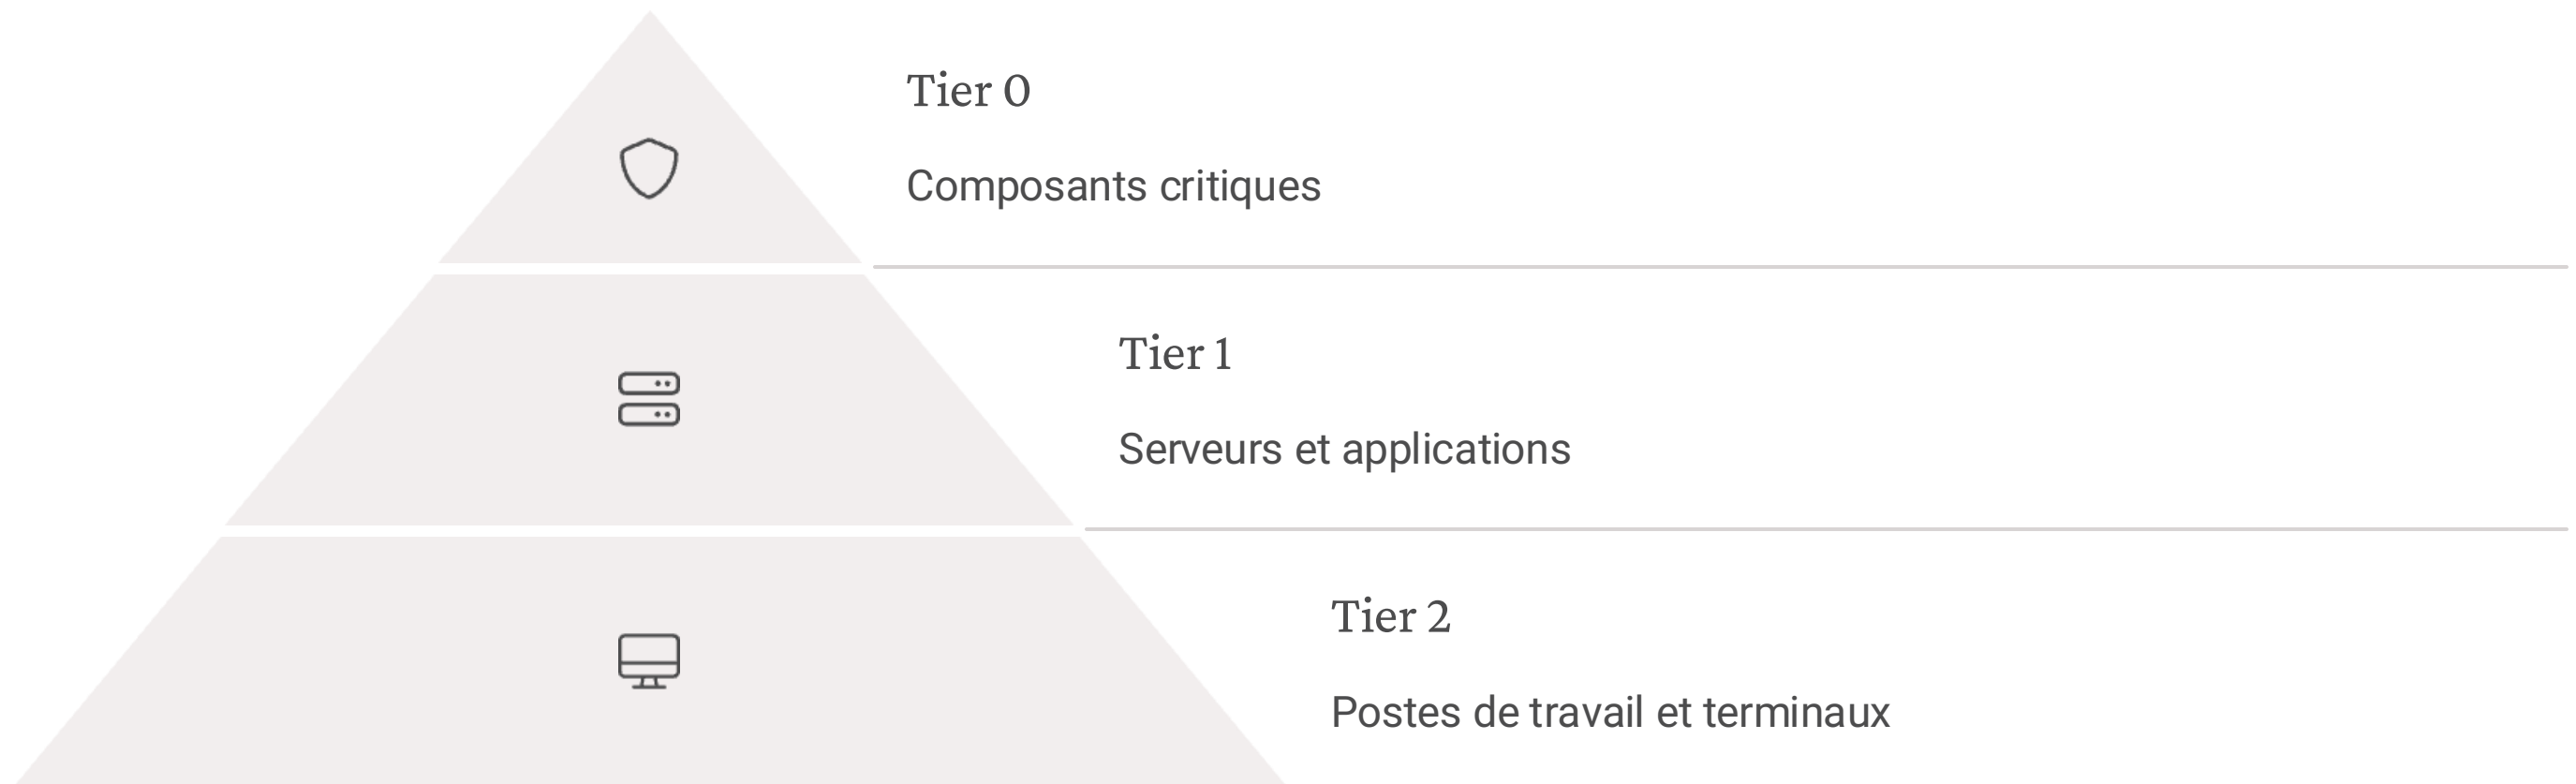 Tier 0
Composants critiques
Tier 1
Serveurs et applications
Tier 2
Postes de travail et terminaux